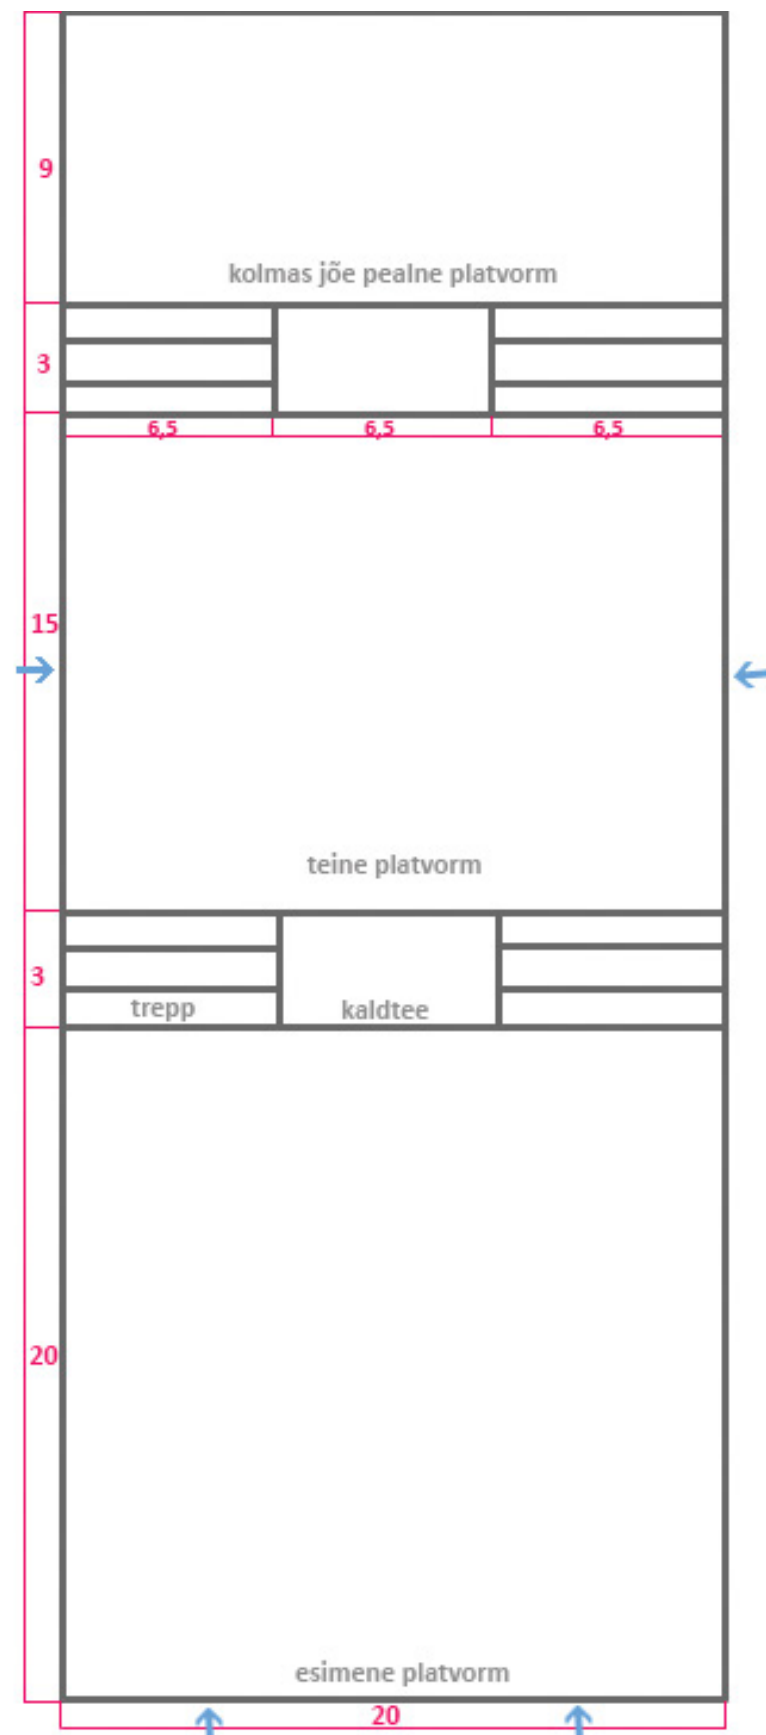 9
kolmas jõe pealne platvorm
3
6,5 6,5 6,5
15
teine platvorm
3
trepp kaldtee
20
esimene platvorm
20